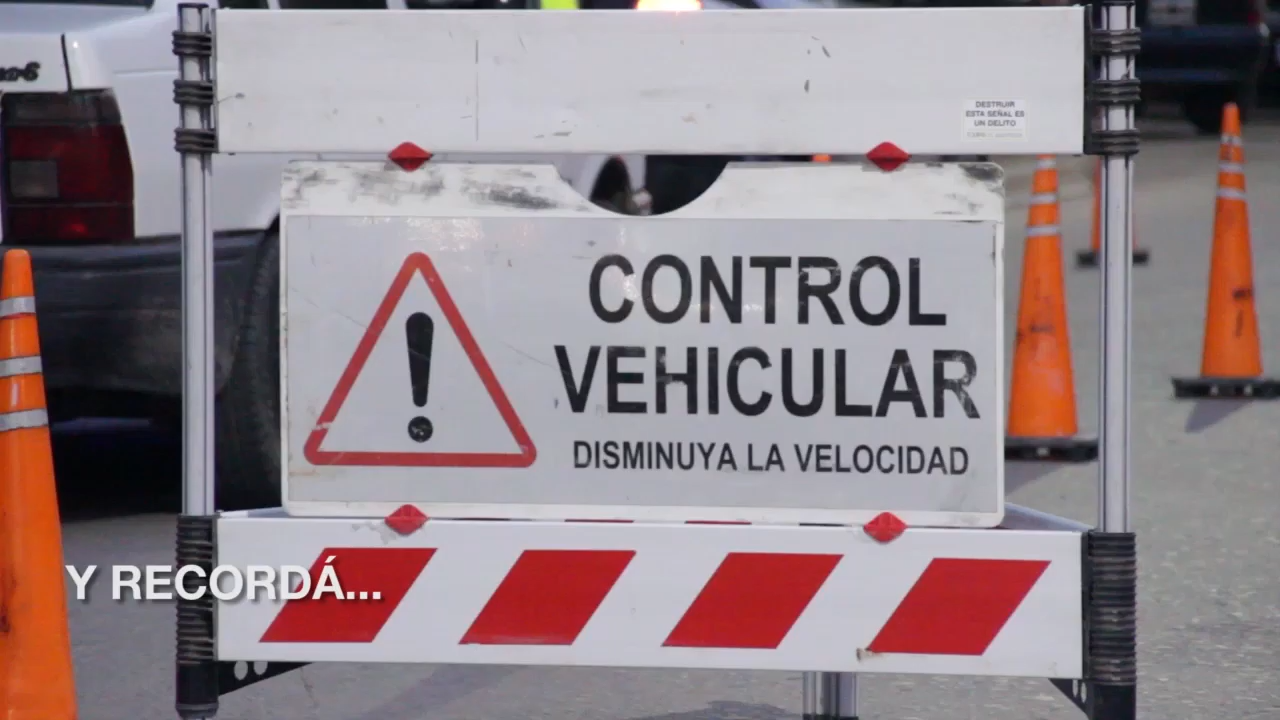 DESTRUIR
ESTA SEÑAL ES
UN DELITO
CONTROL
VEHICULAR
DISMINUYA LA VELOCIDAD
Y RECORDÁ...